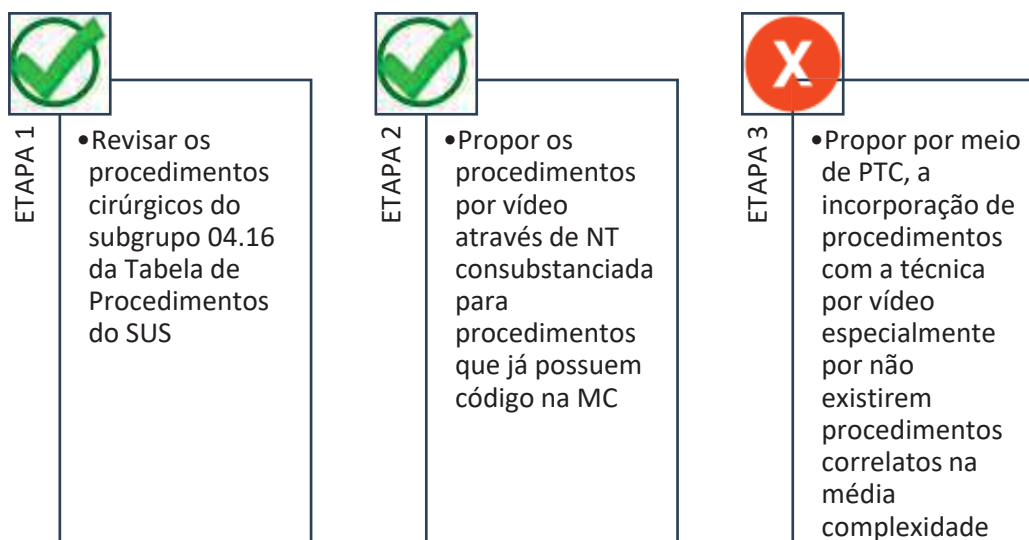 ETAPA 1
•Revisar os
procedimentos
cirúrgicos do
subgrupo 04.16
da Tabela de
Procedimentos
do SUS
ETAPA 2
•Propor os
procedimentos
por vídeo
através de NT
consubstanciada
para
procedimentos
que já possuem
código na MC
X
ETAPA 3
•Propor por meio
de PTC, a
incorporação de
procedimentos
com a técnica
por vídeo
especialmente
por não
existirem
procedimentos
correlatos na
média
complexidade